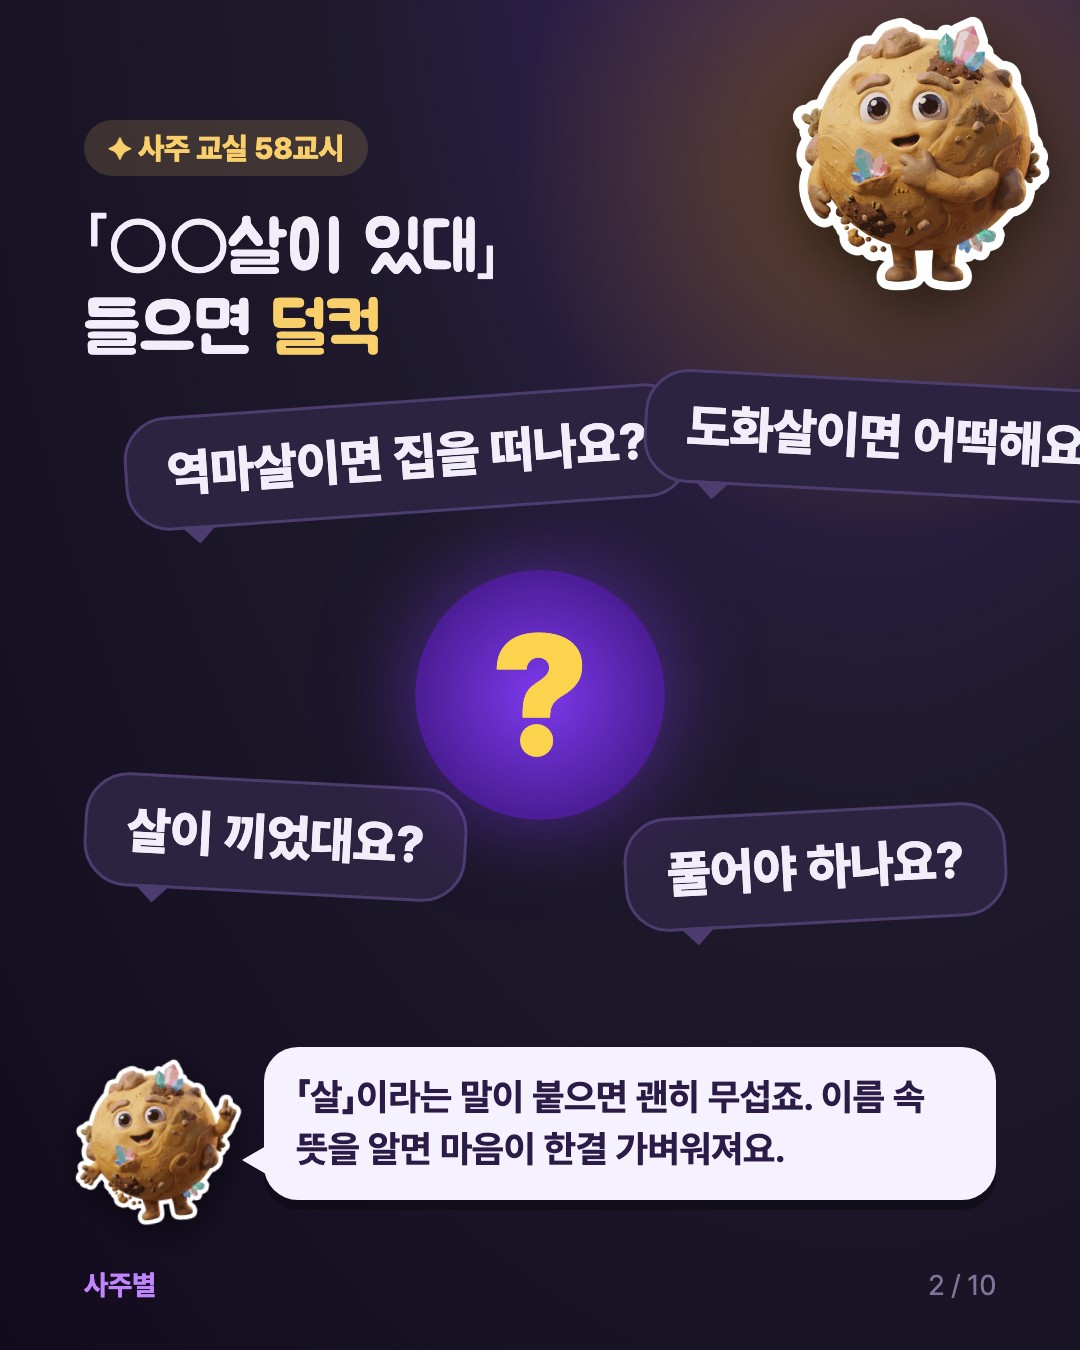 ✦ 사주 교실 58교시
「○○살이 있대」
들으면 덜컥
역마살이면 집을 떠나요?
도화살이면 어떡해요
?
살이 끼었대요?
풀어야 하나요?
「살」이라는 말이 붙으면 괜히 무섭죠. 이름 속
뜻을 알면 마음이 한결 가벼워져요.
사주별
2 / 10